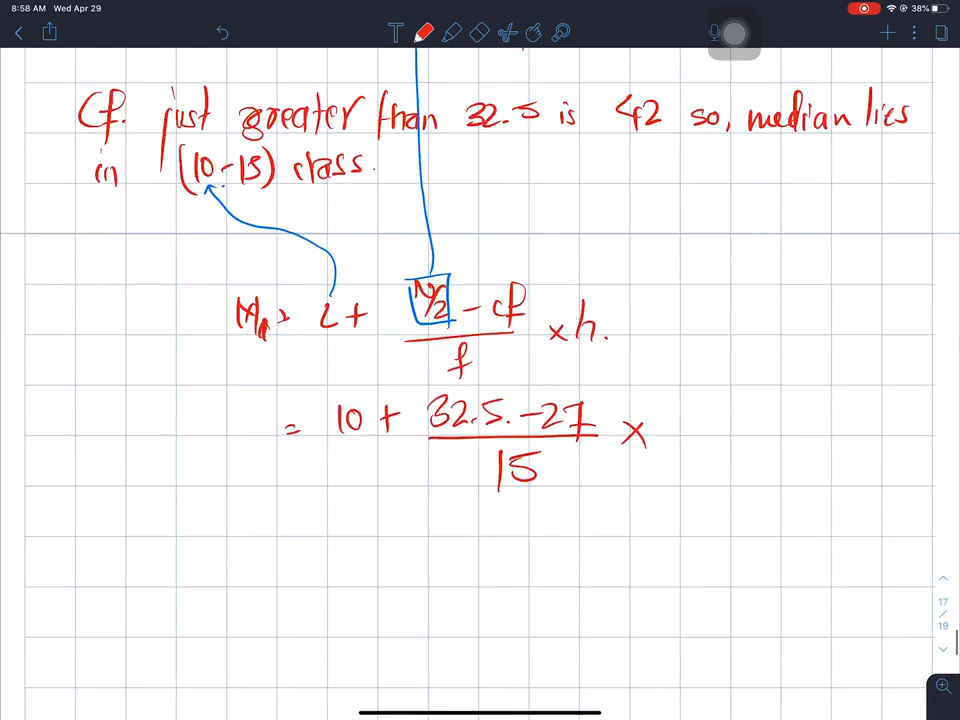 8:58 AM Wed Apr 29
38%
T
Cf. just greater than 32.5 is 42 so, median lies
in (10-15) class.
Md = L + N/2 - cf / f × h.
= 10 + 32.5. - 27 / 15 ×
17
/
19